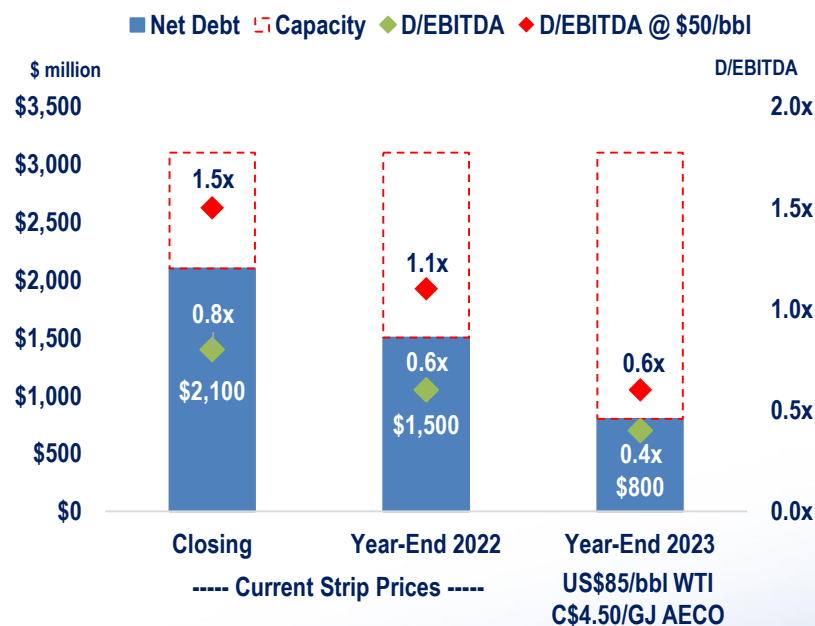 Net Debt Capacity D/EBITDA D/EBITDA @ $50/bbl
$ million D/EBITDA
$3,500 2.0x
$3,000
1.5x
$2,500 1.5x
$2,000
1.1x
$1,500 1.0x
0.8x
0.6x 0.6x
$1,000
$2,100
$1,500
$500 0.5x
0.4x
$800
$0 0.0x
Closing Year-End 2022 Year-End 2023
----- Current Strip Prices -----
US$85/bbl WTI
C$4.50/GJ AECO